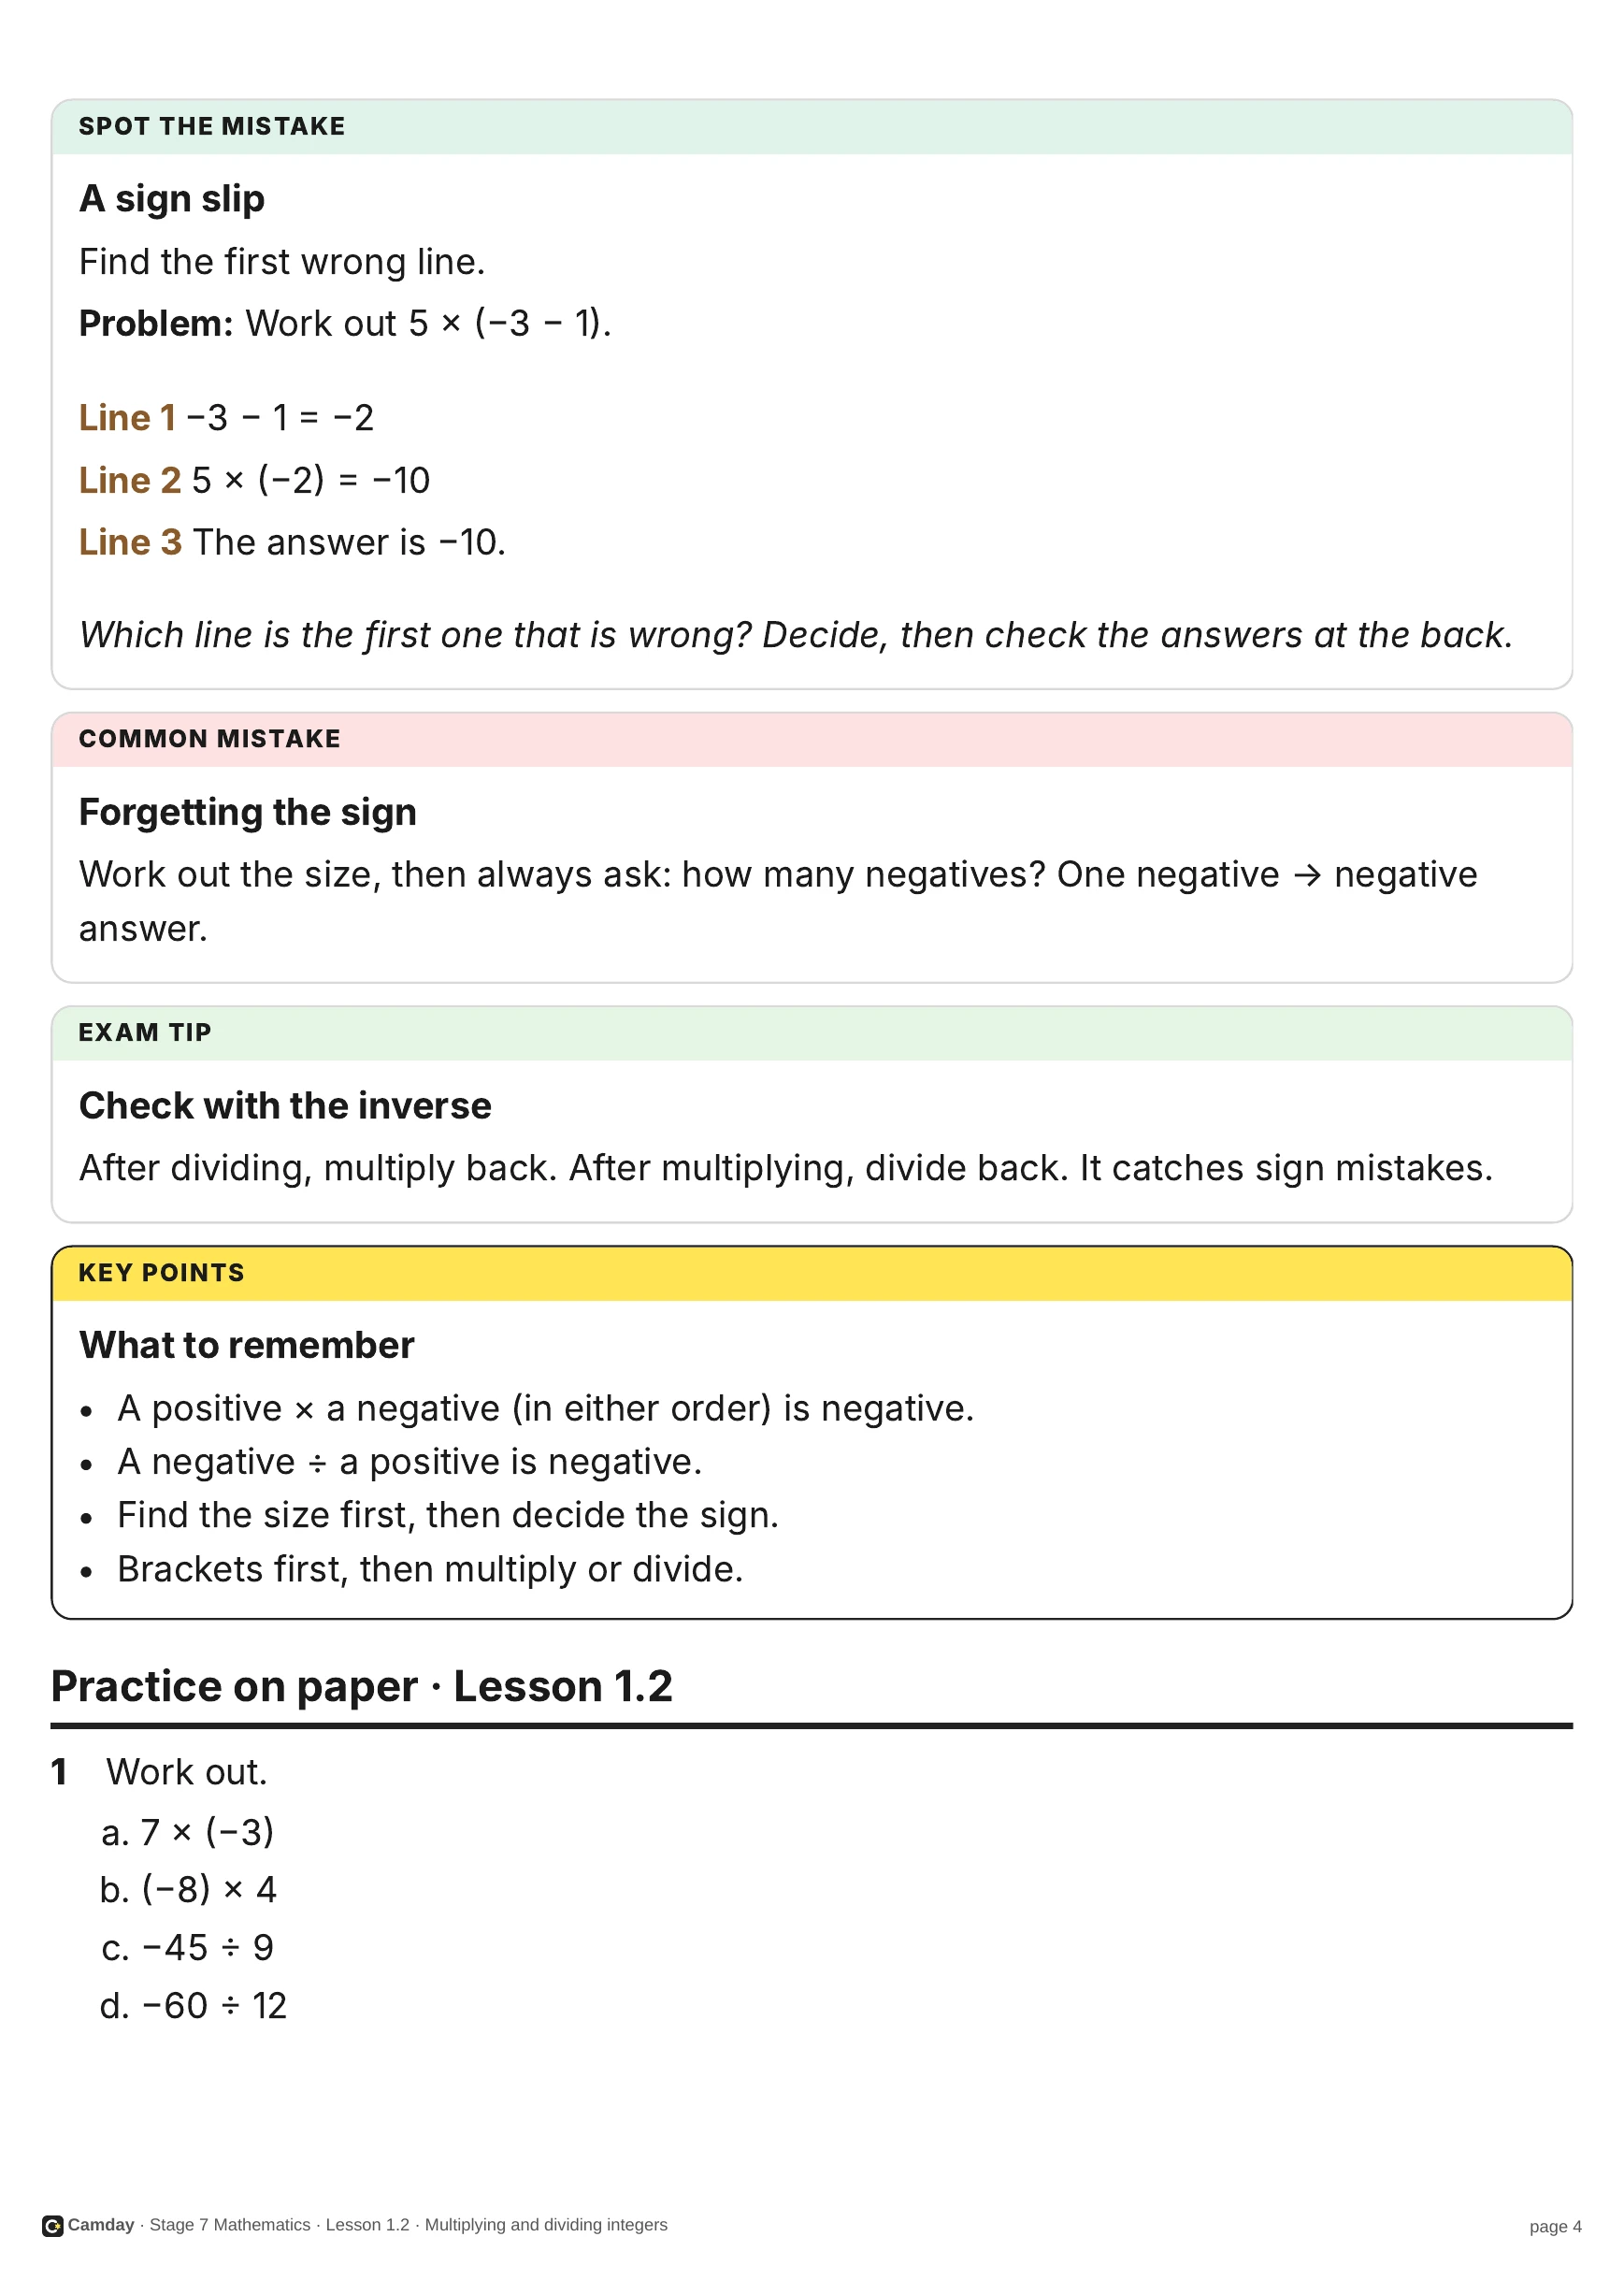 SPOT THE MISTAKE
A sign slip
Find the first wrong line.
Problem: Work out 5 × (−3 − 1).
Line 1 −3 − 1 = −2
Line 2 5 × (−2) = −10
Line 3 The answer is −10.
Which line is the first one that is wrong? Decide, then check the answers at the back.
COMMON MISTAKE
Forgetting the sign
Work out the size, then always ask: how many negatives? One negative → negative
answer.
EXAM TIP
Check with the inverse
After dividing, multiply back. After multiplying, divide back. It catches sign mistakes.
KEY POINTS
What to remember
• A positive × a negative (in either order) is negative.
• A negative ÷ a positive is negative.
• Find the size first, then decide the sign.
• Brackets first, then multiply or divide.
Practice on paper · Lesson 1.2
1 Work out.
a. 7 × (−3)
b. (−8) × 4
c. −45 ÷ 9
d. −60 ÷ 12
Camday · Stage 7 Mathematics · Lesson 1.2 · Multiplying and dividing integers
page 4